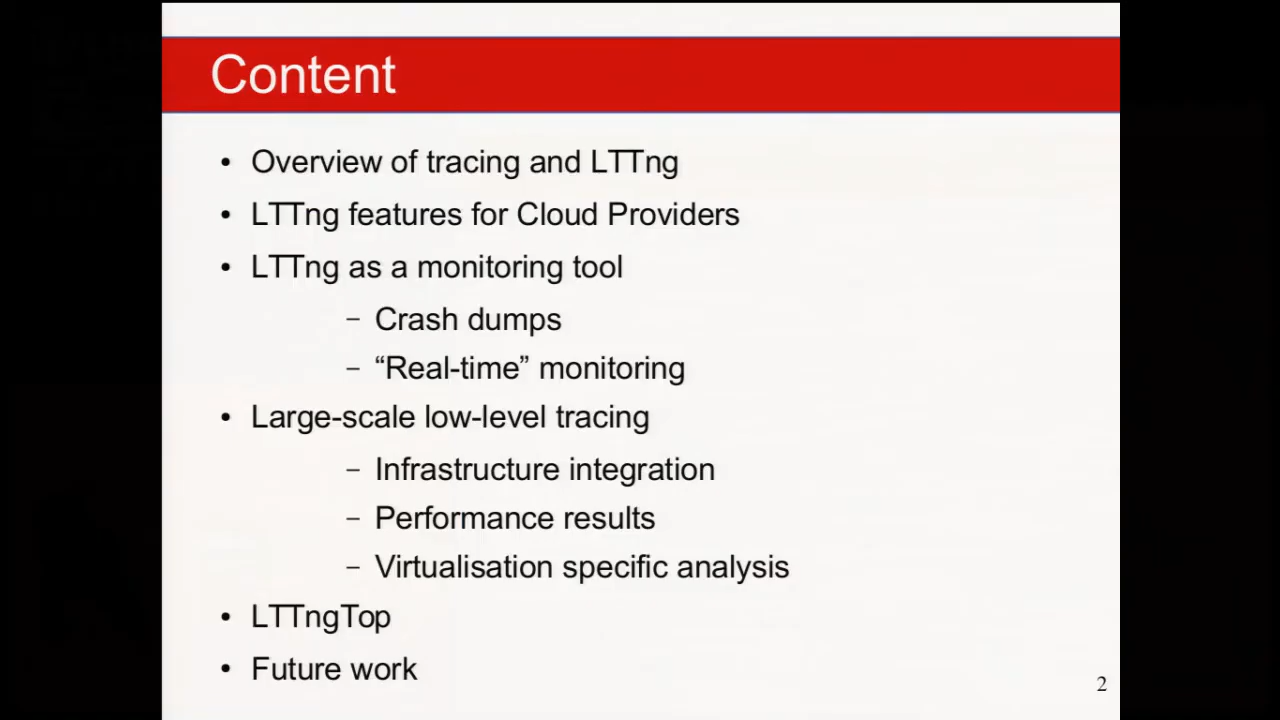 Content
• Overview of tracing and LTTng
• LTTng features for Cloud Providers
• LTTng as a monitoring tool
– Crash dumps
– “Real-time” monitoring
• Large-scale low-level tracing
– Infrastructure integration
– Performance results
– Virtualisation specific analysis
• LTTngTop
• Future work
2